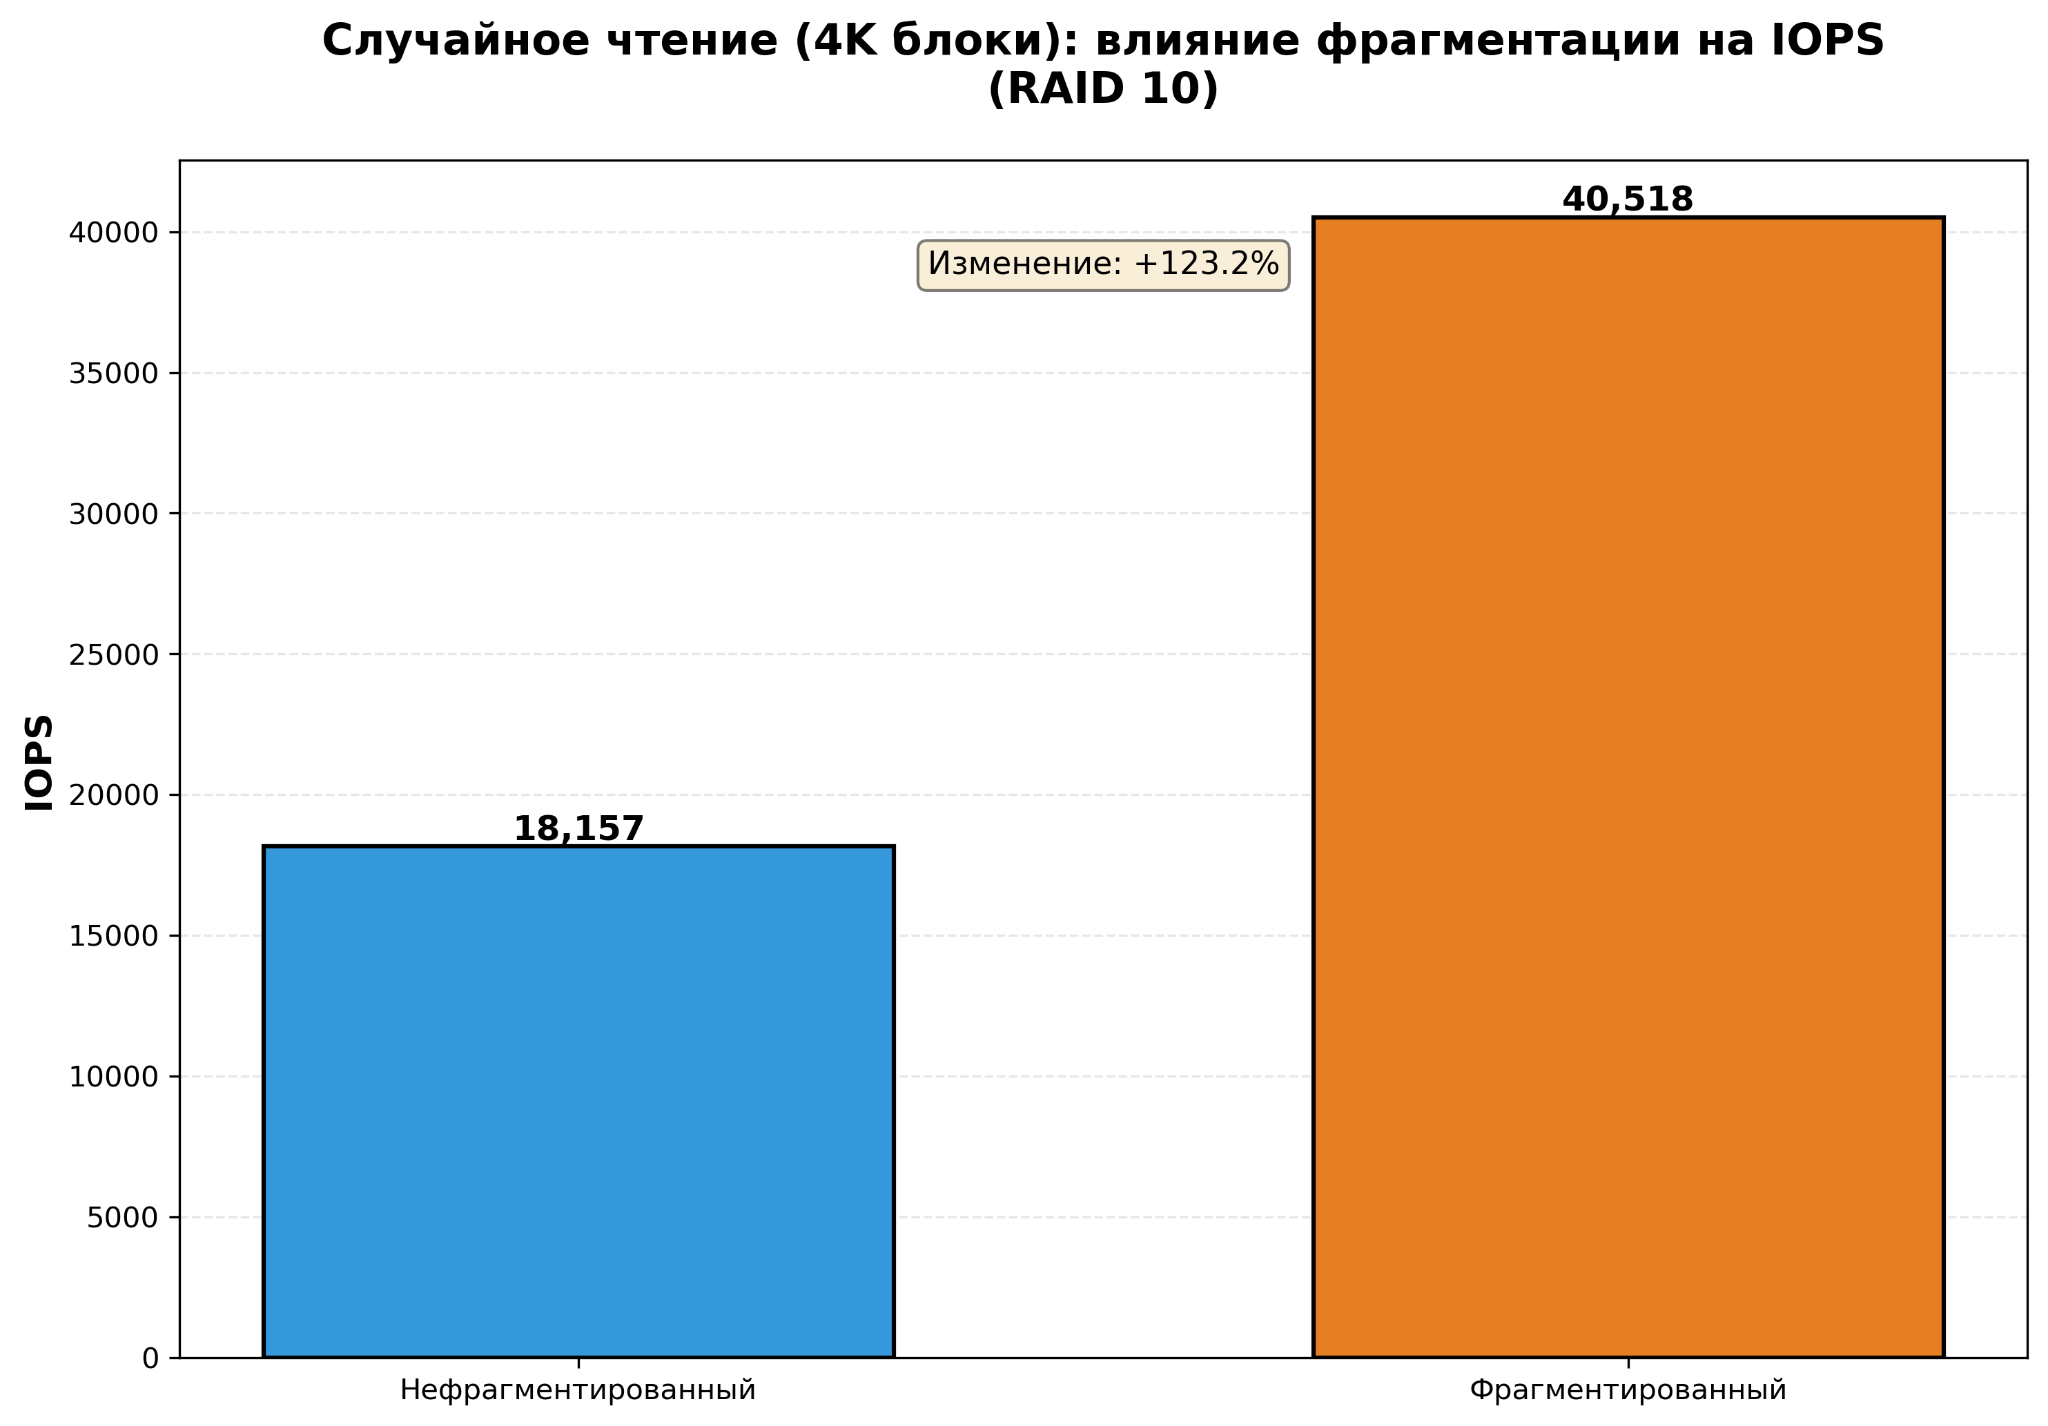 Случайное чтение (4K блоки): влияние фрагментации на IOPS
(RAID 10)
40,518
40000
Изменение: +123.2%
35000
30000
25000
IOPS
20000
18,157
15000
10000
5000
0
Нефрагментированный
Фрагментированный